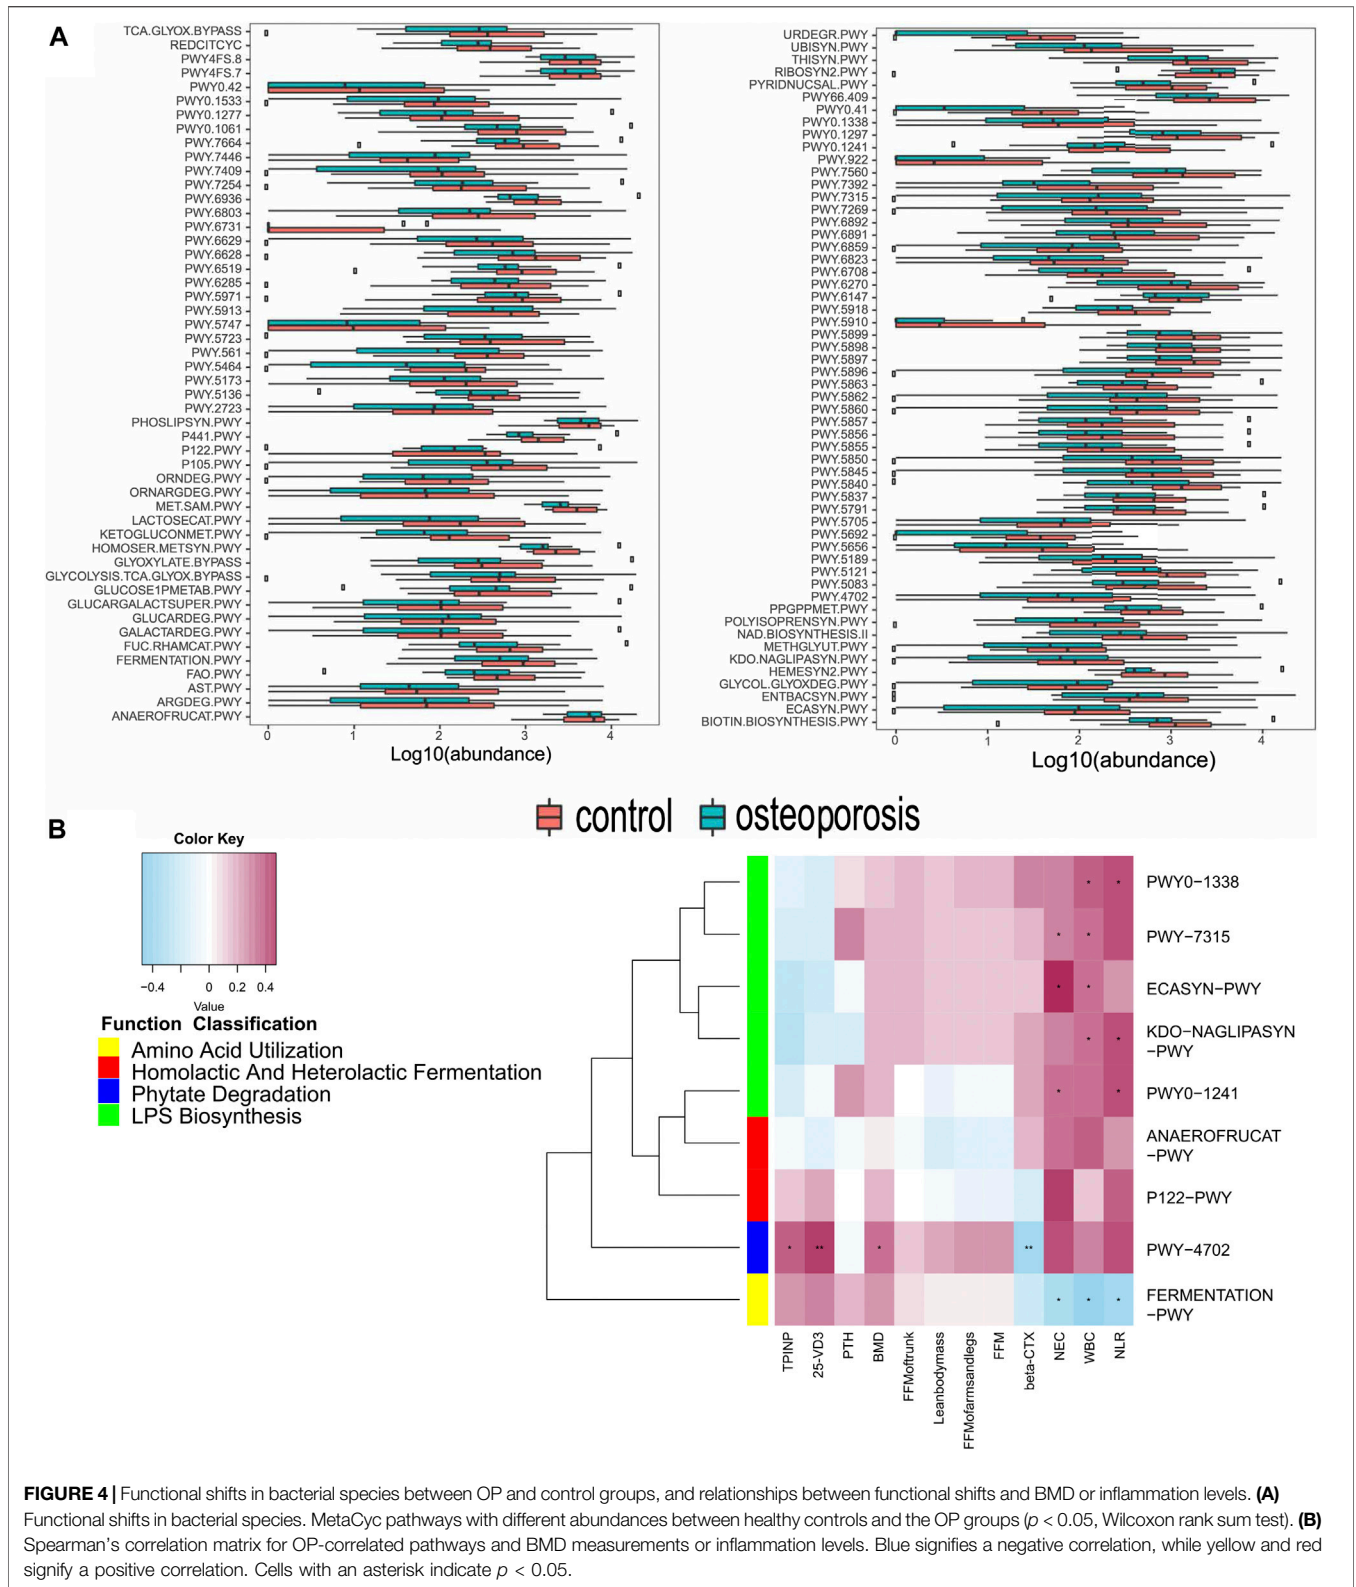 A
TCA.GLYOX.BYPASS
REDCITCYC
PWY4FS.8
PWY4FS.7
PWY0.42
PWY0.1533
PWY0.1277
PWY0.1061
PWY.7664
PWY.7446
PWY.7409
PWY.7254
PWY.6936
PWY.6803
PWY.6731
PWY.6629
PWY.6628
PWY.6519
PWY.6285
PWY.5971
PWY.5913
PWY.5747
PWY.5723
PWY.561
PWY.5464
PWY.5173
PWY.5136
PWY.2723
PHOSLIPSYN.PWY
P441.PWY
P122.PWY
P105.PWY
ORNDEG.PWY
ORNARGDEG.PWY
MET.SAM.PWY
LACTOSECAT.PWY
KETOGLUCONMET.PWY
HOMOSER.METSYN.PWY
GLYOXYLATE.BYPASS
GLYCOLYSIS.TCA.GLYOX.BYPASS
GLUCOSE1PMETAB.PWY
GLUCARGALACTSUPER.PWY
GLUCARDEG.PWY
GALACTARDEG.PWY
FUC.RHAMCAT.PWY
FERMENTATION.PWY
FAO.PWY
AST.PWY
ARGDEG.PWY
ANAEROFRUCAT.PWY
0 1 2 3 4
Log10(abundance)
URDEGR.PWY
UBISYN.PWY
THISYN.PWY
RIBOSYN2.PWY
PYRIDNUCSAL.PWY
PWY66.409
PWY0.41
PWY0.1338
PWY0.1297
PWY0.1241
PWY.922
PWY.7560
PWY.7392
PWY.7315
PWY.7269
PWY.6892
PWY.6891
PWY.6859
PWY.6823
PWY.6708
PWY.6270
PWY.6147
PWY.5918
PWY.5910
PWY.5899
PWY.5898
PWY.5897
PWY.5896
PWY.5863
PWY.5862
PWY.5860
PWY.5857
PWY.5856
PWY.5855
PWY.5850
PWY.5845
PWY.5840
PWY.5837
PWY.5791
PWY.5705
PWY.5692
PWY.5656
PWY.5189
PWY.5121
PWY.5083
PWY.4702
PPGPPMET.PWY
POLYISOPRENSYN.PWY
NAD.BIOSYNTHESIS.II
METHGLYUT.PWY
KDO.NAGLIPASYN.PWY
HEMESYN2.PWY
GLYCOL.GLYOXDEG.PWY
ENTBACSYN.PWY
ECASYN.PWY
BIOTIN.BIOSYNTHESIS.PWY
0 1 2 3 4
Log10(abundance)
control osteoporosis
B
Color Key
−0.4 0 0.2 0.4
Value
Function Classification
Amino Acid Utilization
Homolactic And Heterolactic Fermentation
Phytate Degradation
LPS Biosynthesis
* * PWY0−1338
* * PWY−7315
* * ECASYN−PWY
* * KDO−NAGLIPASYN
−PWY
* * PWY0−1241
ANAEROFRUCAT
−PWY
P122−PWY
* ** * ** PWY−4702
* * * FERMENTATION
−PWY
TPINP
25-VD3
PTH
BMD
FFMoftrunk
Leanbodymass
FFMofarmsandlegs
FFM
beta-CTX
NEC
WBC
NLR
FIGURE 4 | Functional shifts in bacterial species between OP and control groups, and relationships between functional shifts and BMD or inflammation levels. (A)
Functional shifts in bacterial species. MetaCyc pathways with different abundances between healthy controls and the OP groups (p < 0.05, Wilcoxon rank sum test). (B)
Spearman's correlation matrix for OP-correlated pathways and BMD measurements or inflammation levels. Blue signifies a negative correlation, while yellow and red
signify a positive correlation. Cells with an asterisk indicate p < 0.05.